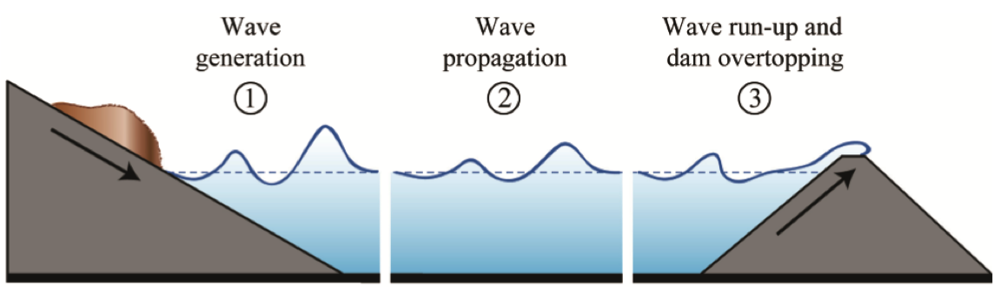 Wave
generation
①
Wave
propagation
②
Wave run-up and
dam overtopping
③